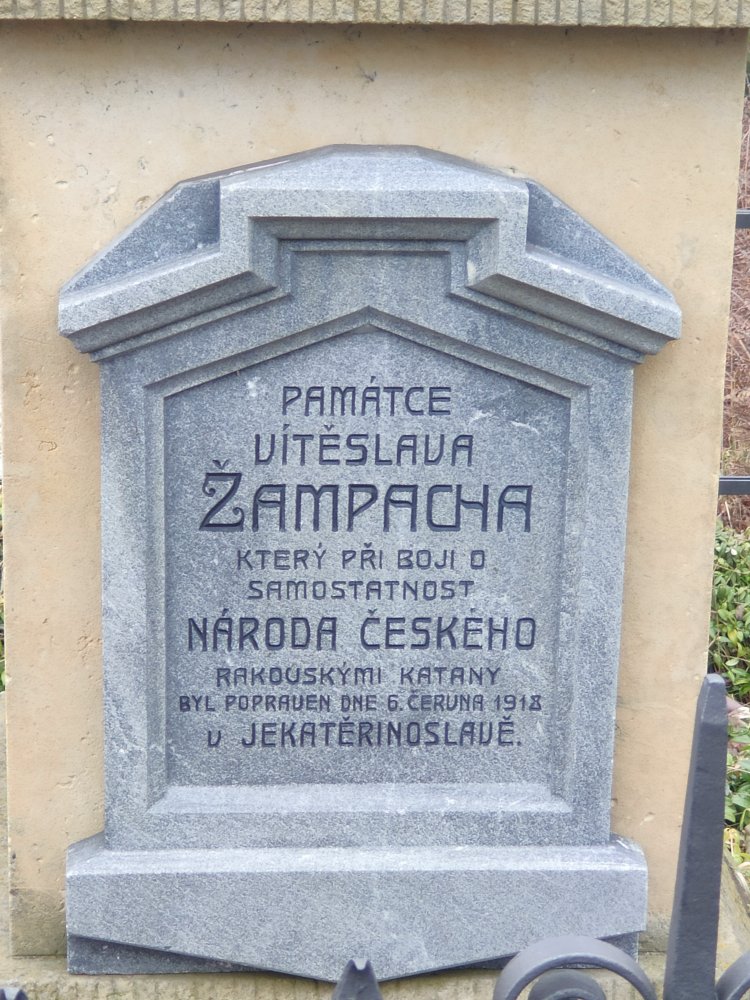 PAMÁTCE
VÍTĚSLAVA
ŽAMPACHA
KTERÝ PŘI BOJI O
SAMOSTATNOST
NÁRODA ČESKÉHO
RAKOUSKÝMI KATANY
BYL POPRAVEN DNE 6. ČERVNA 1918
V JEKATĚRINOSLAVĚ.